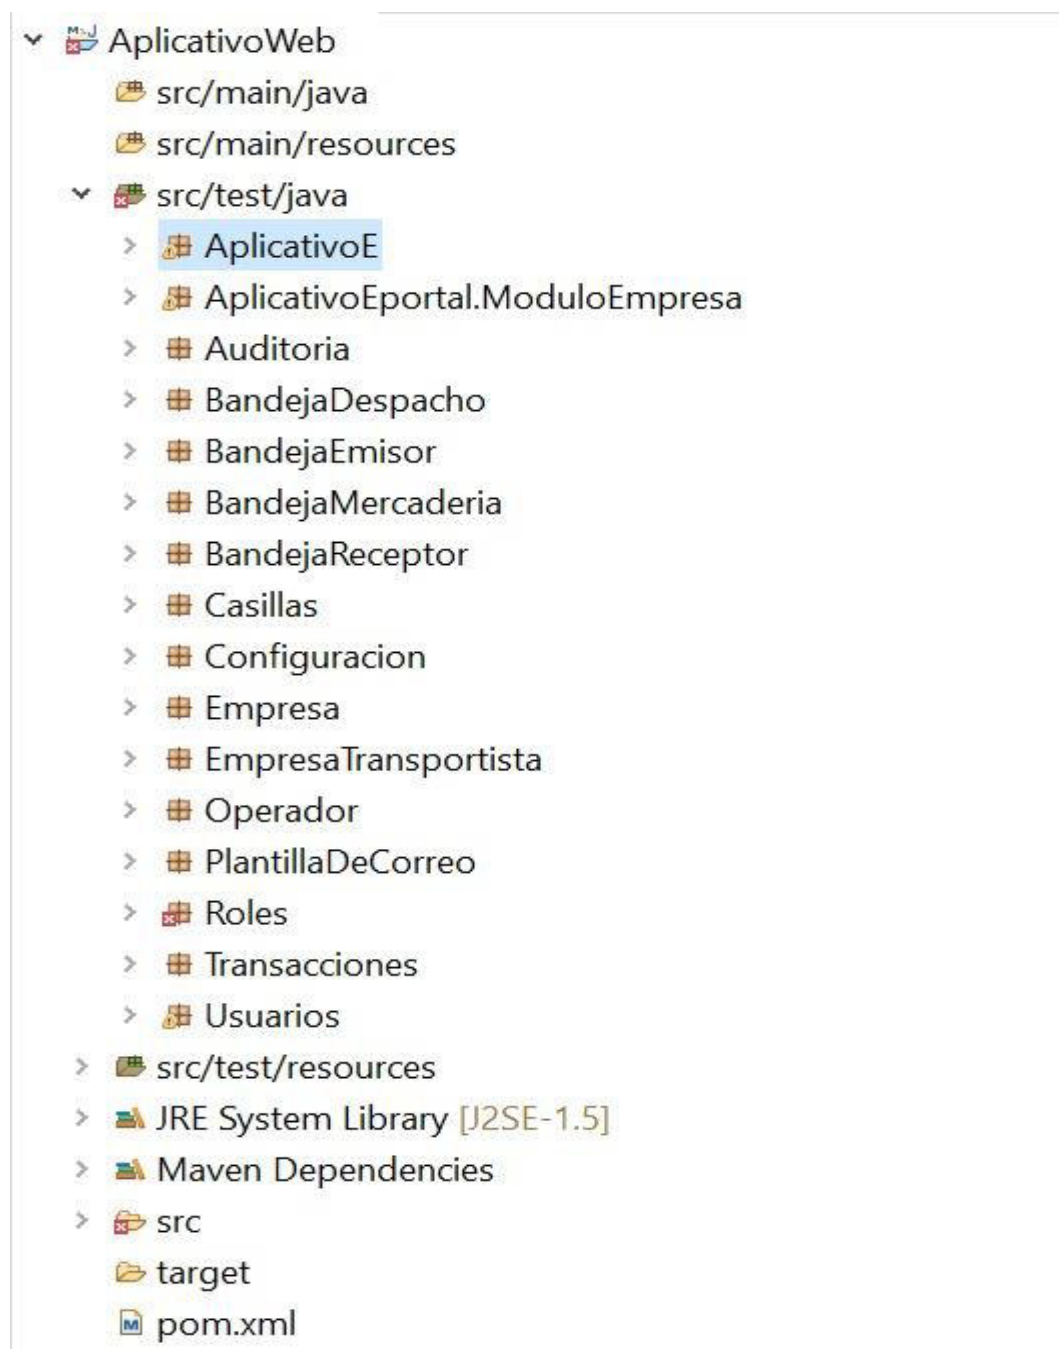 AplicativoWeb
src/main/java
src/main/resources
src/test/java
AplicativoE
AplicativoEportal.ModuloEmpresa
Auditoria
BandejaDespacho
BandejaEmisor
BandejaMercaderia
BandejaReceptor
Casillas
Configuracion
Empresa
EmpresaTransportista
Operador
PlantillaDeCorreo
Roles
Transacciones
Usuarios
src/test/resources
JRE System Library [J2SE-1.5]
Maven Dependencies
src
target
pom.xml